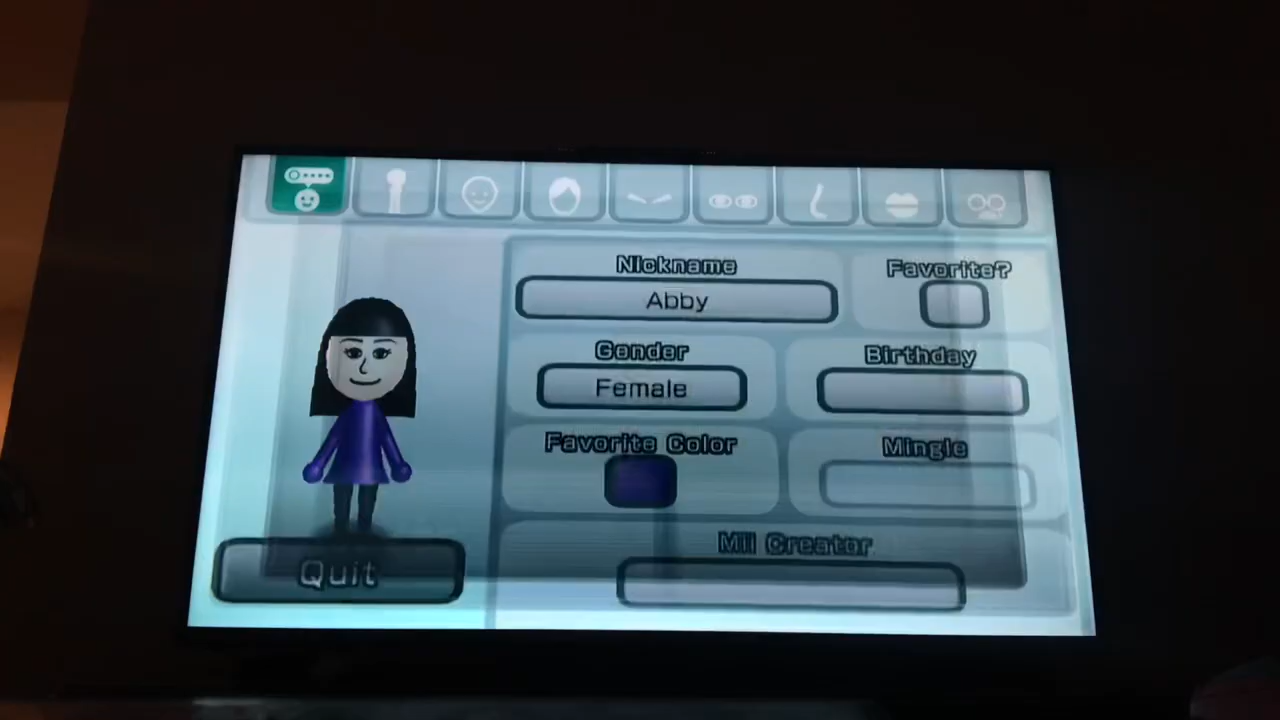 Nickname
Favorite?
Abby
Gender
Birthday
Female
Favorite Color
Mingle
Mii Creator
Quit